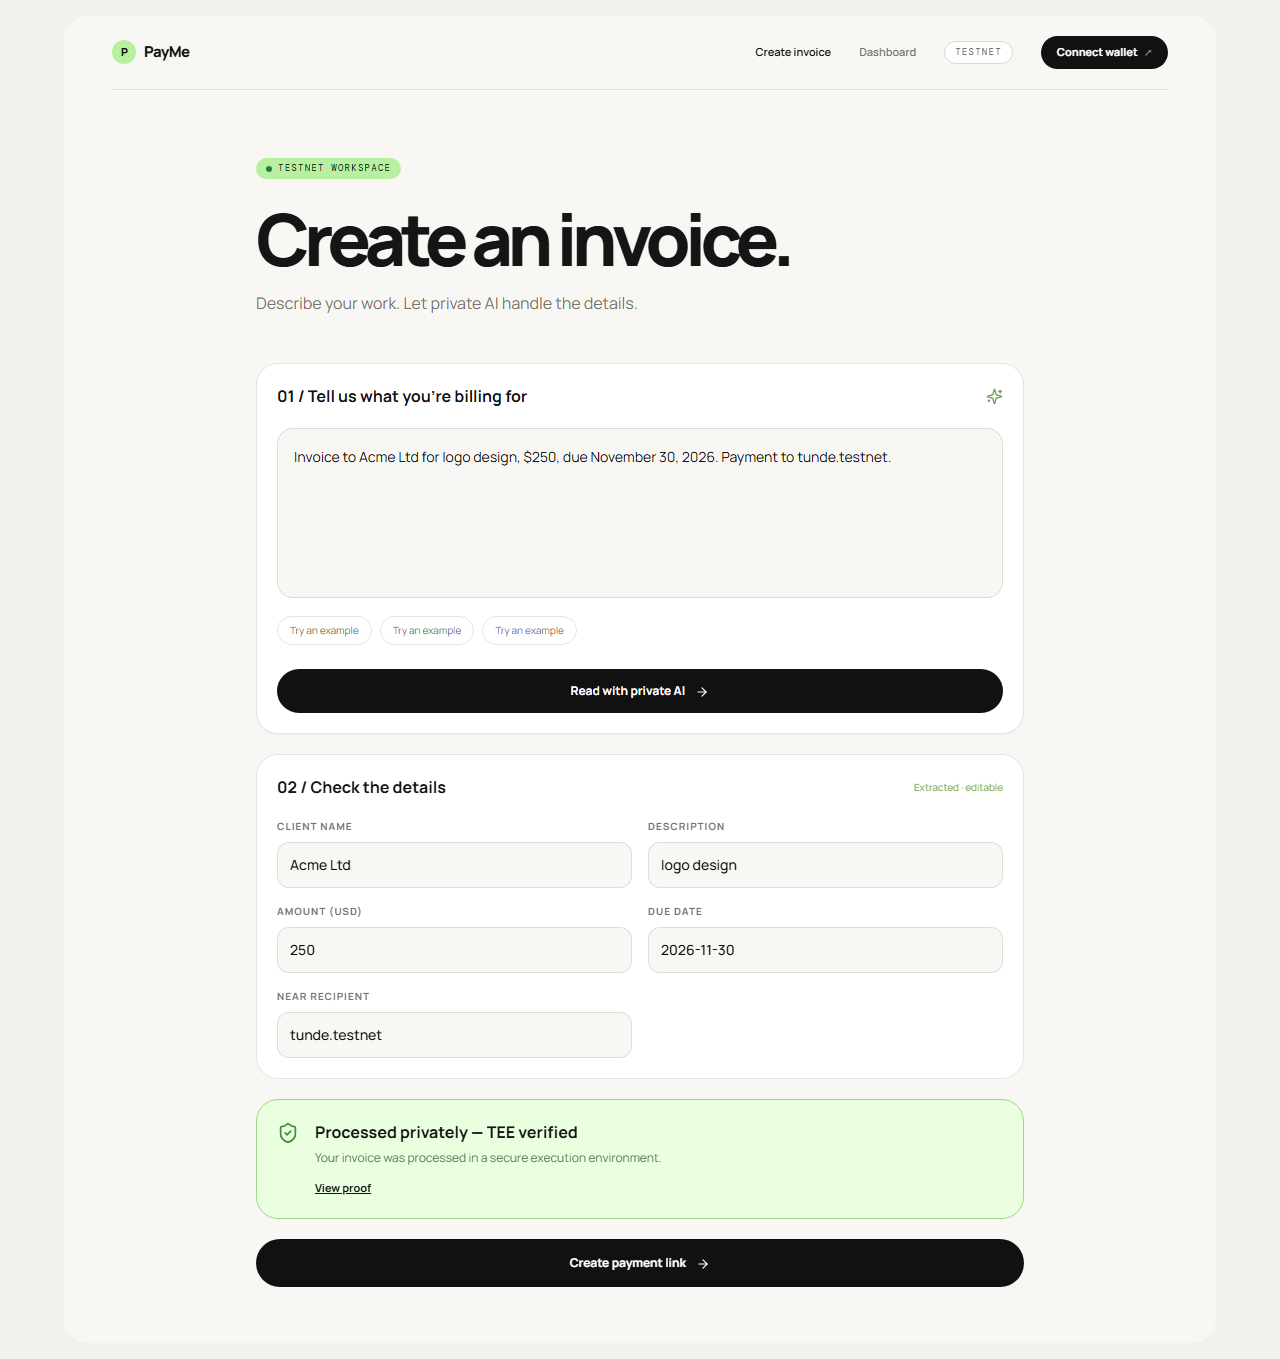 P PayMe
Create invoice Dashboard TESTNET Connect wallet ↗
TESTNET WORKSPACE
Create an invoice.
Describe your work. Let private AI handle the details.
01 / Tell us what you're billing for
Invoice to Acme Ltd for logo design, $250, due November 30, 2026. Payment to tunde.testnet.
Try an example Try an example Try an example
Read with private AI →
02 / Check the details
Extracted · editable
CLIENT NAME DESCRIPTION
Acme Ltd logo design
AMOUNT (USD) DUE DATE
250 2026-11-30
NEAR RECIPIENT
tunde.testnet
Processed privately — TEE verified
Your invoice was processed in a secure execution environment.
View proof
Create payment link →